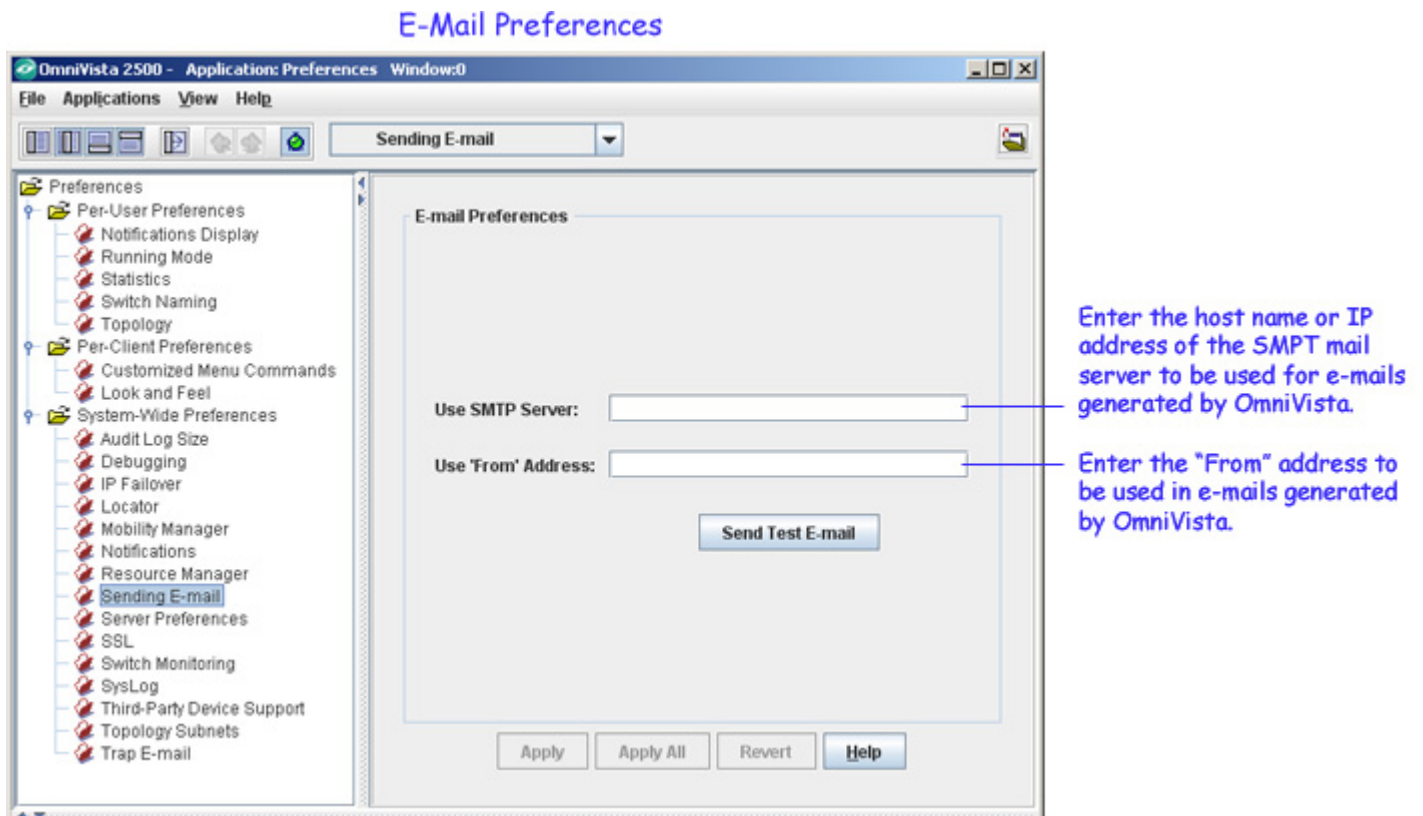 E-Mail Preferences
OmniVista 2500 - Application: Preferences Window:0
File Applications View Help
Sending E-mail
Preferences
Per-User Preferences
Notifications Display
Running Mode
Statistics
Switch Naming
Topology
Per-Client Preferences
Customized Menu Commands
Look and Feel
System-Wide Preferences
Audit Log Size
Debugging
IP Failover
Locator
Mobility Manager
Notifications
Resource Manager
Sending E-mail
Server Preferences
SSL
Switch Monitoring
SysLog
Third-Party Device Support
Topology Subnets
Trap E-mail
E-mail Preferences
Use SMTP Server:
Use 'From' Address:
Send Test E-mail
Apply Apply All Revert Help
Enter the host name or IP
address of the SMPT mail
server to be used for e-mails
generated by OmniVista.
Enter the "From" address to
be used in e-mails generated
by OmniVista.